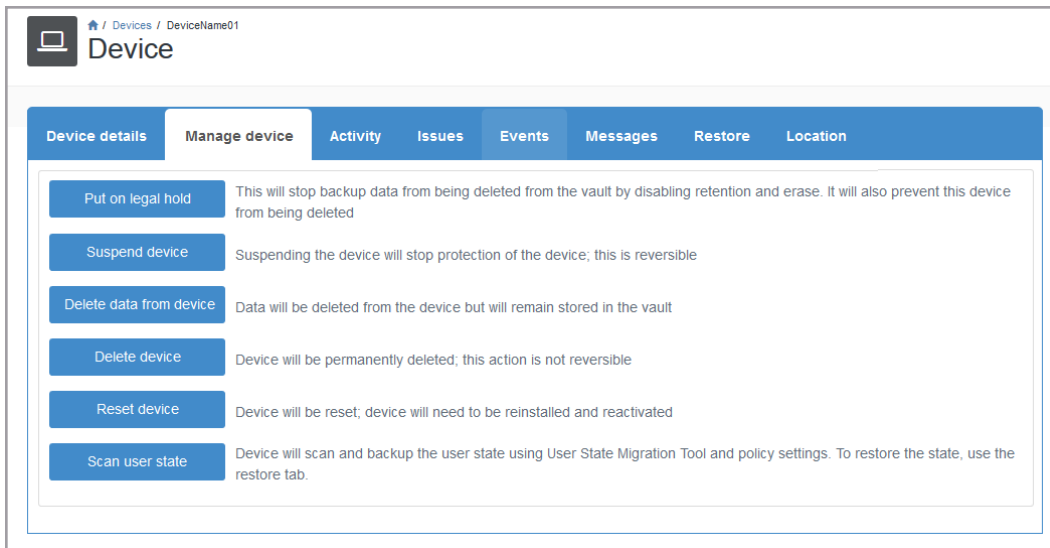 / Devices / DeviceName01
Device
Device details Manage device Activity Issues Events Messages Restore Location
Put on legal hold This will stop backup data from being deleted from the vault by disabling retention and erase. It will also prevent this device
from being deleted
Suspend device Suspending the device will stop protection of the device; this is reversible
Delete data from device Data will be deleted from the device but will remain stored in the vault
Delete device Device will be permanently deleted; this action is not reversible
Reset device Device will be reset; device will need to be reinstalled and reactivated
Scan user state Device will scan and backup the user state using User State Migration Tool and policy settings. To restore the state, use the
restore tab.